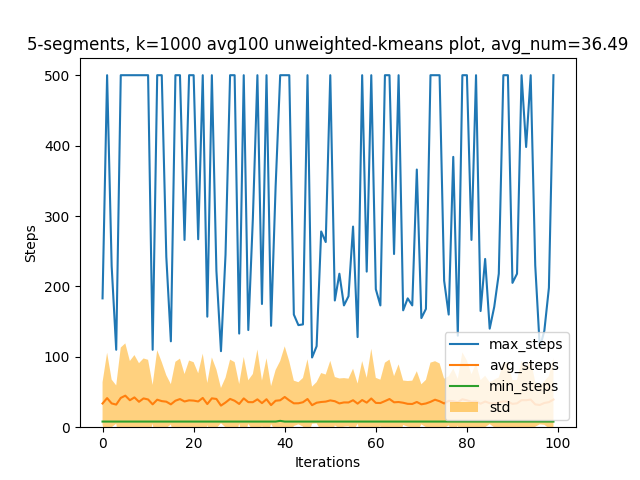 5-segments, k=1000 avg100 unweighted-kmeans plot, avg_num=36.49
500
400
300
200
100
0
Steps
0 20 40 60 80 100
Iterations
max_steps
avg_steps
min_steps
std